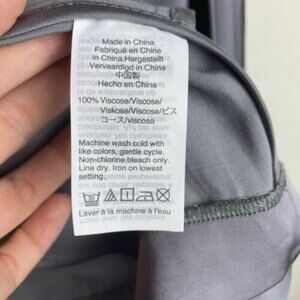 Made in China
Fabriqué en Chine
in China Hergestellt
Vervaardigd in China
中国製
Hecho en China
100% Viscose/Viscose/
Viskose/Viscose/ビス
コース/Viscosa
Machine wash cold with
like colors, gentle cycle.
Non-chlorine bleach only.
Line dry. Iron on lowest
setting.
Laver à la machine à l'eau